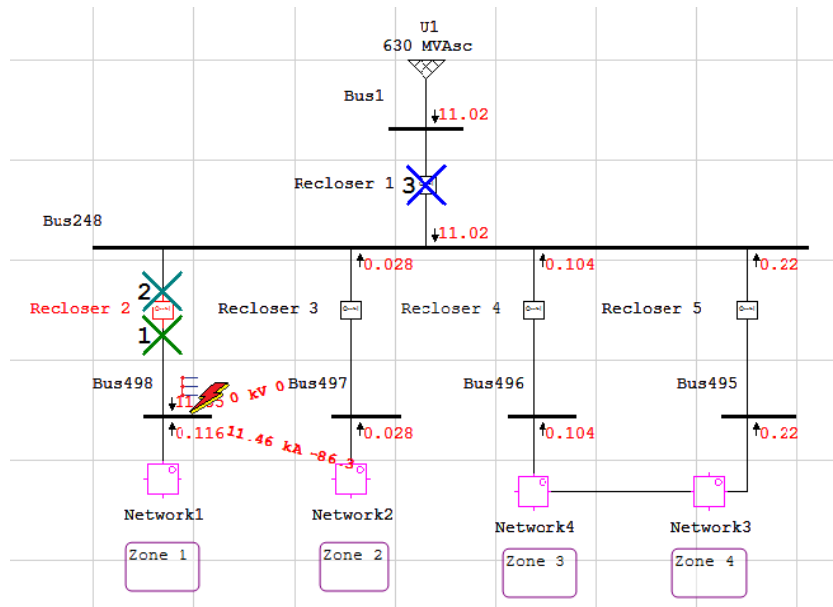 U1
630 MVAsc
Bus1
11.02
Recloser 1
3
Bus248
11.02
0.028
0.104
0.22
2
Recloser 2
Recloser 3
Recloser 4
Recloser 5
1
Bus498
0 kV 0
Bus497
Bus496
Bus495
0.116
11.46 kA -86.3
0.028
0.104
0.22
Network1
Network2
Network4
Network3
Zone 1
Zone 2
Zone 3
Zone 4